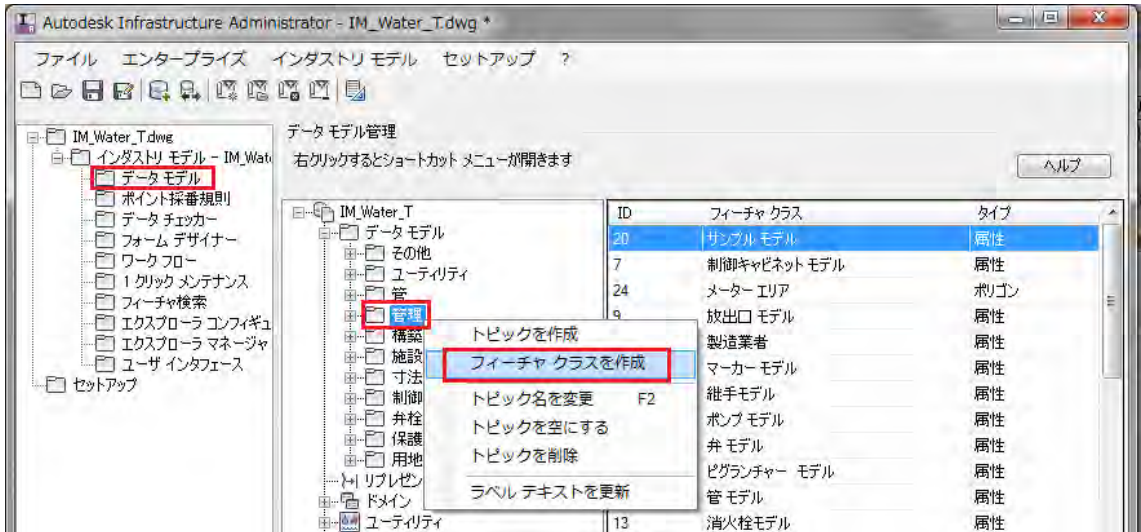 Autodesk Infrastructure Administrator - IM_Water_T.dwg *
ファイル エンタープライズ インダストリ モデル セットアップ ?
IM_Water_T.dwg
インダストリ モデル - IM_Wat
データ モデル
ポイント採番規則
データ チェッカー
フォーム デザイナー
ワーク フロー
1 クリック メンテナンス
フィーチャ検索
エクスプローラ コンフィギュ
エクスプローラ マネージャ
ユーザ インタフェース
セットアップ
データ モデル管理
右クリックするとショートカット メニューが開きます
ヘルプ
IM_Water_T
データ モデル
その他
ユーティリティ
管
管理
構築
施設
寸法
制御
弁栓
保護
用地
リプレゼン
ドメイン
ユーティリティ
トピックを作成
フィーチャ クラスを作成
トピック名を変更 F2
トピックを空にする
トピックを削除
ラベル テキストを更新
ID フィーチャ クラス タイプ
20 サンプル モデル 属性
7 制御キャビネット モデル 属性
24 メーター エリア ポリゴン
9 放出口 モデル 属性
製造業者 属性
マーカー モデル 属性
継手モデル 属性
ポンプ モデル 属性
弁 モデル 属性
ピグランチャー モデル 属性
管 モデル 属性
13 消火栓モデル 属性